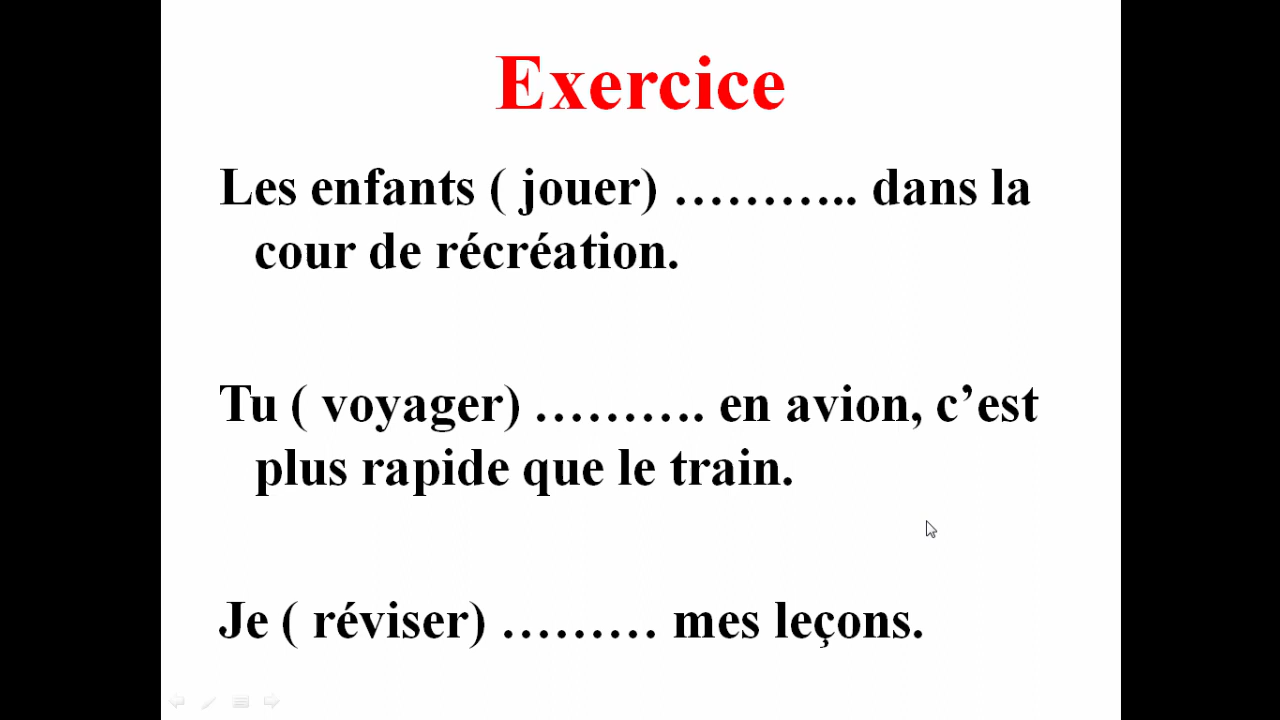 Exercice
Les enfants ( jouer) ……….. dans la
cour de récréation.
Tu ( voyager) ………. en avion, c’est
plus rapide que le train.
Je ( réviser) ……… mes leçons.